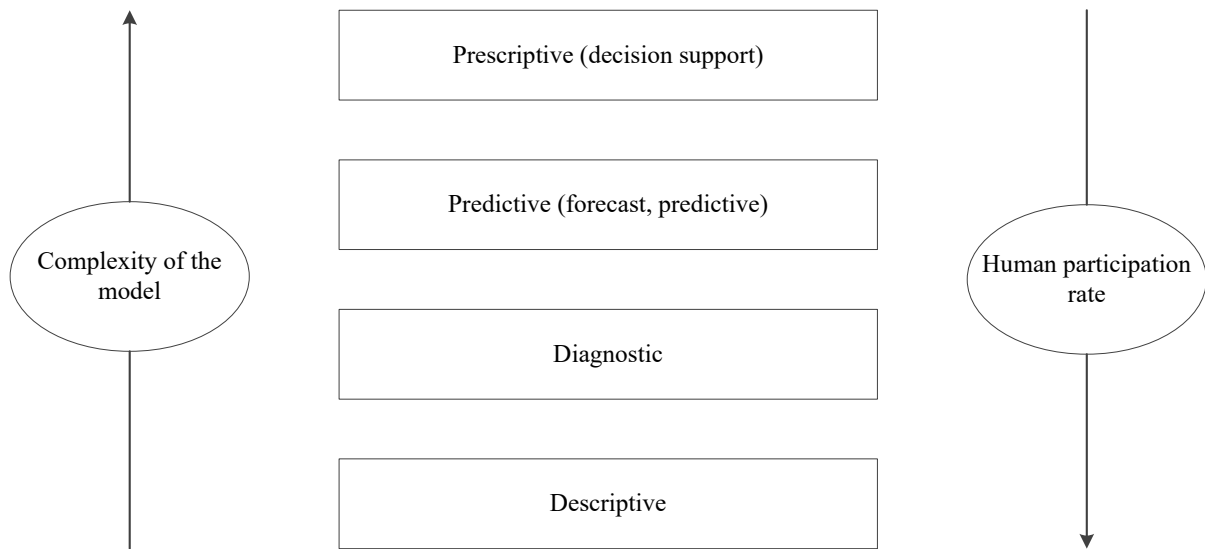 Prescriptive (decision support)
Predictive (forecast, predictive)
Complexity of the
model
Human participation
rate
Diagnostic
Descriptive